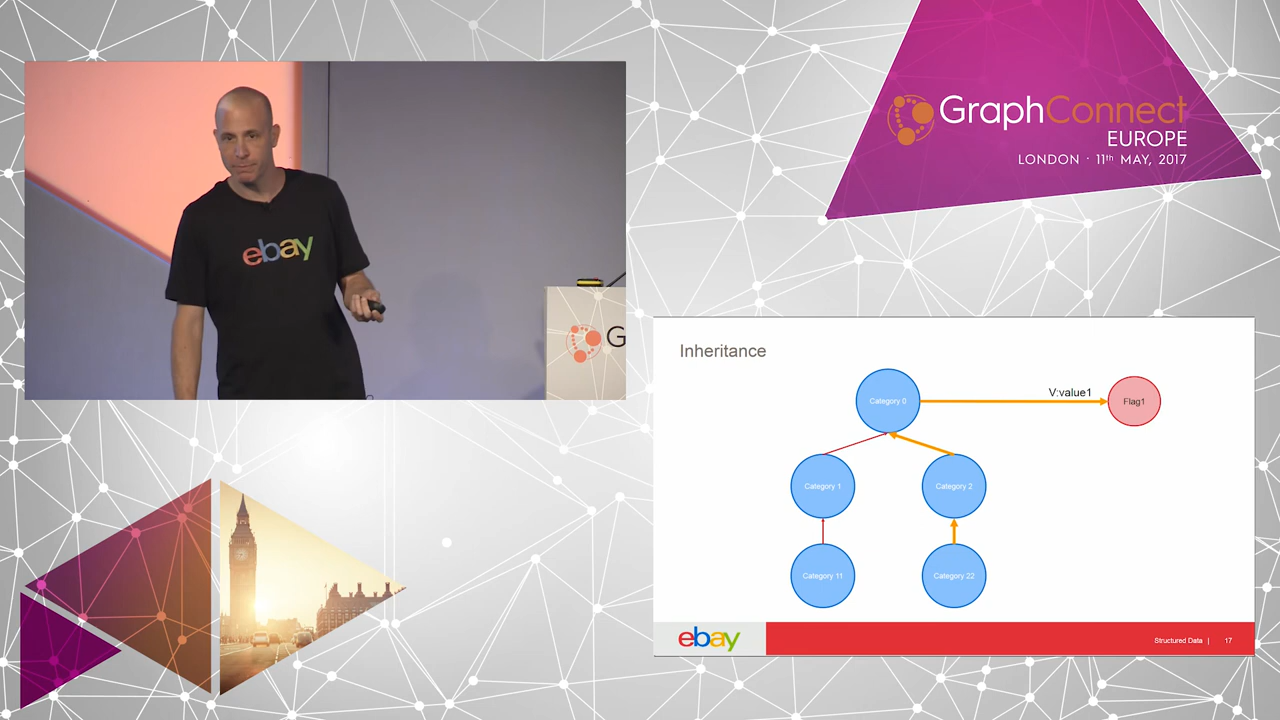 ebay
G
GraphConnect
EUROPE
LONDON · 11th MAY, 2017
Inheritance
Category 0
V:value1
Flag1
Category 1
Category 2
Category 11
Category 22
ebay
Structured Data | 17